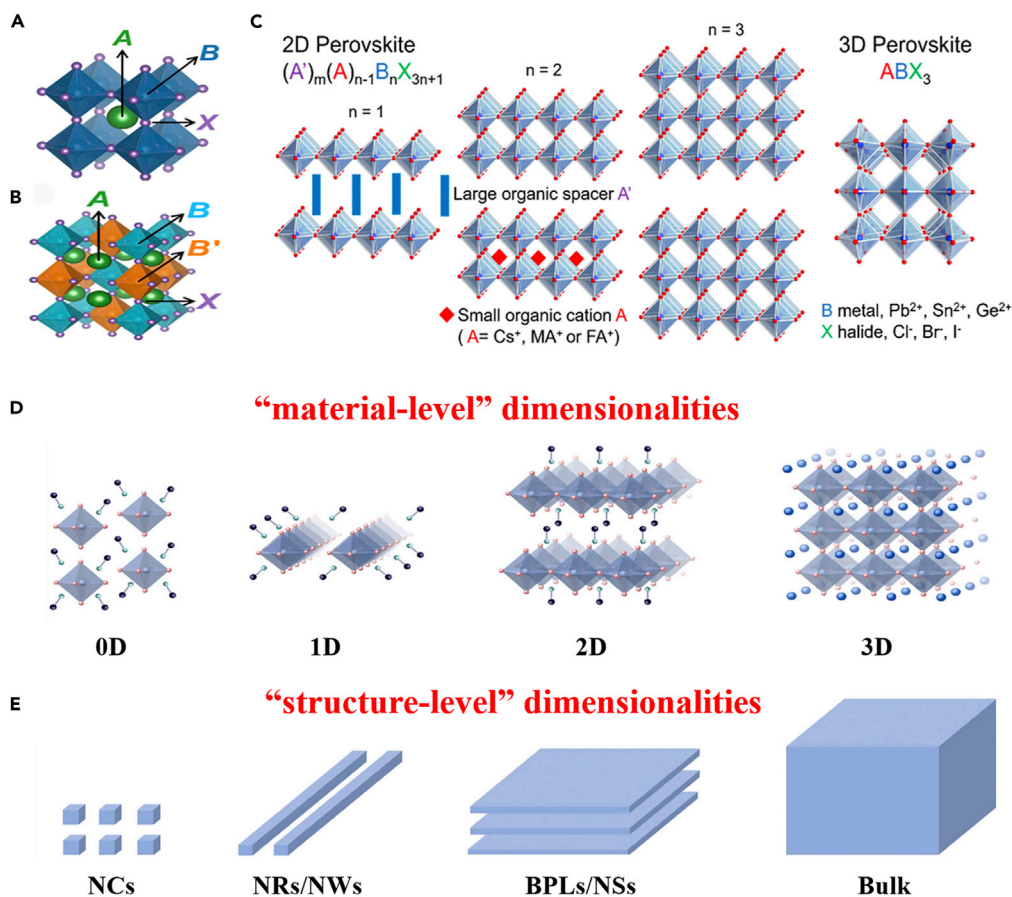 A
A
B
X
B
A
B
B'
X
C
2D Perovskite
(A')m(A)n-1BnX3n+1
n = 1
n = 2
n = 3
3D Perovskite
ABX3
Large organic spacer A'
Small organic cation A
( A= Cs+, MA+ or FA+)
B metal, Pb2+, Sn2+, Ge2+
X halide, Cl-, Br-, I-
D
“material-level” dimensionalities
0D
1D
2D
3D
E
“structure-level” dimensionalities
NCs
NRs/NWs
BPLs/NSs
Bulk